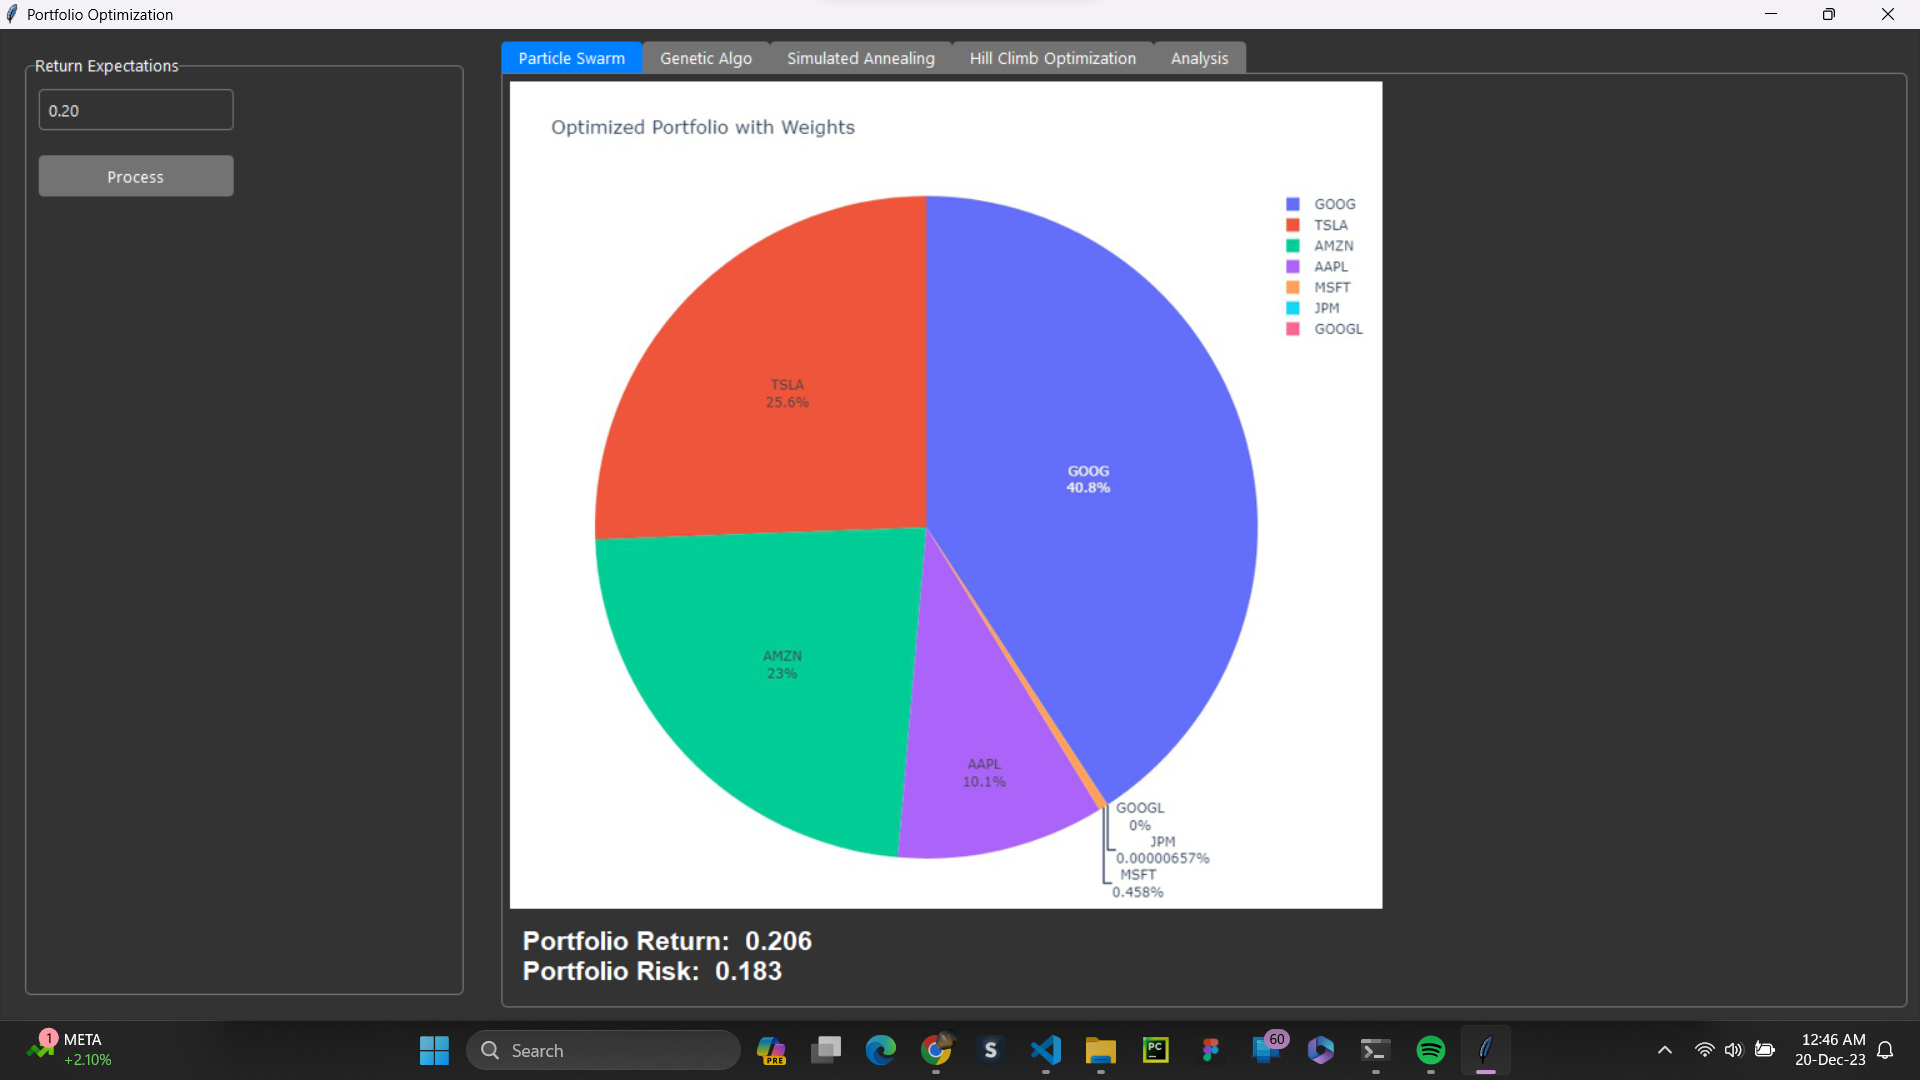 Portfolio Optimization
Return Expectations
0.20
Process
Particle Swarm
Genetic Algo
Simulated Annealing
Hill Climb Optimization
Analysis
Optimized Portfolio with Weights
GOOG
TSLA
AMZN
AAPL
MSFT
JPM
GOOGL
TSLA
25.6%
GOOG
40.8%
AMZN
23%
AAPL
10.1%
GOOGL
0%
JPM
0.00000657%
MSFT
0.458%
Portfolio Return: 0.206
Portfolio Risk: 0.183
1
META
+2.10%
Search
PRE
S
PC
60
12:46 AM
20-Dec-23